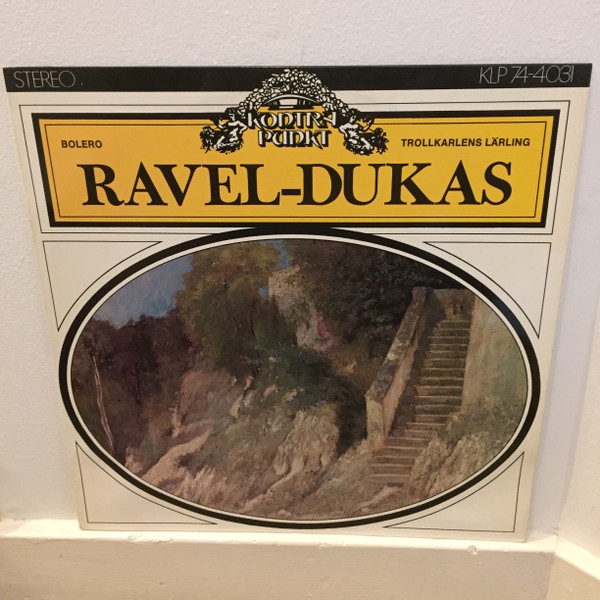 STEREO.
KLP 74-4031
KONTRA
PUNKT
BOLERO
TROLLKARLENS LÄRLING
RAVEL-DUKAS